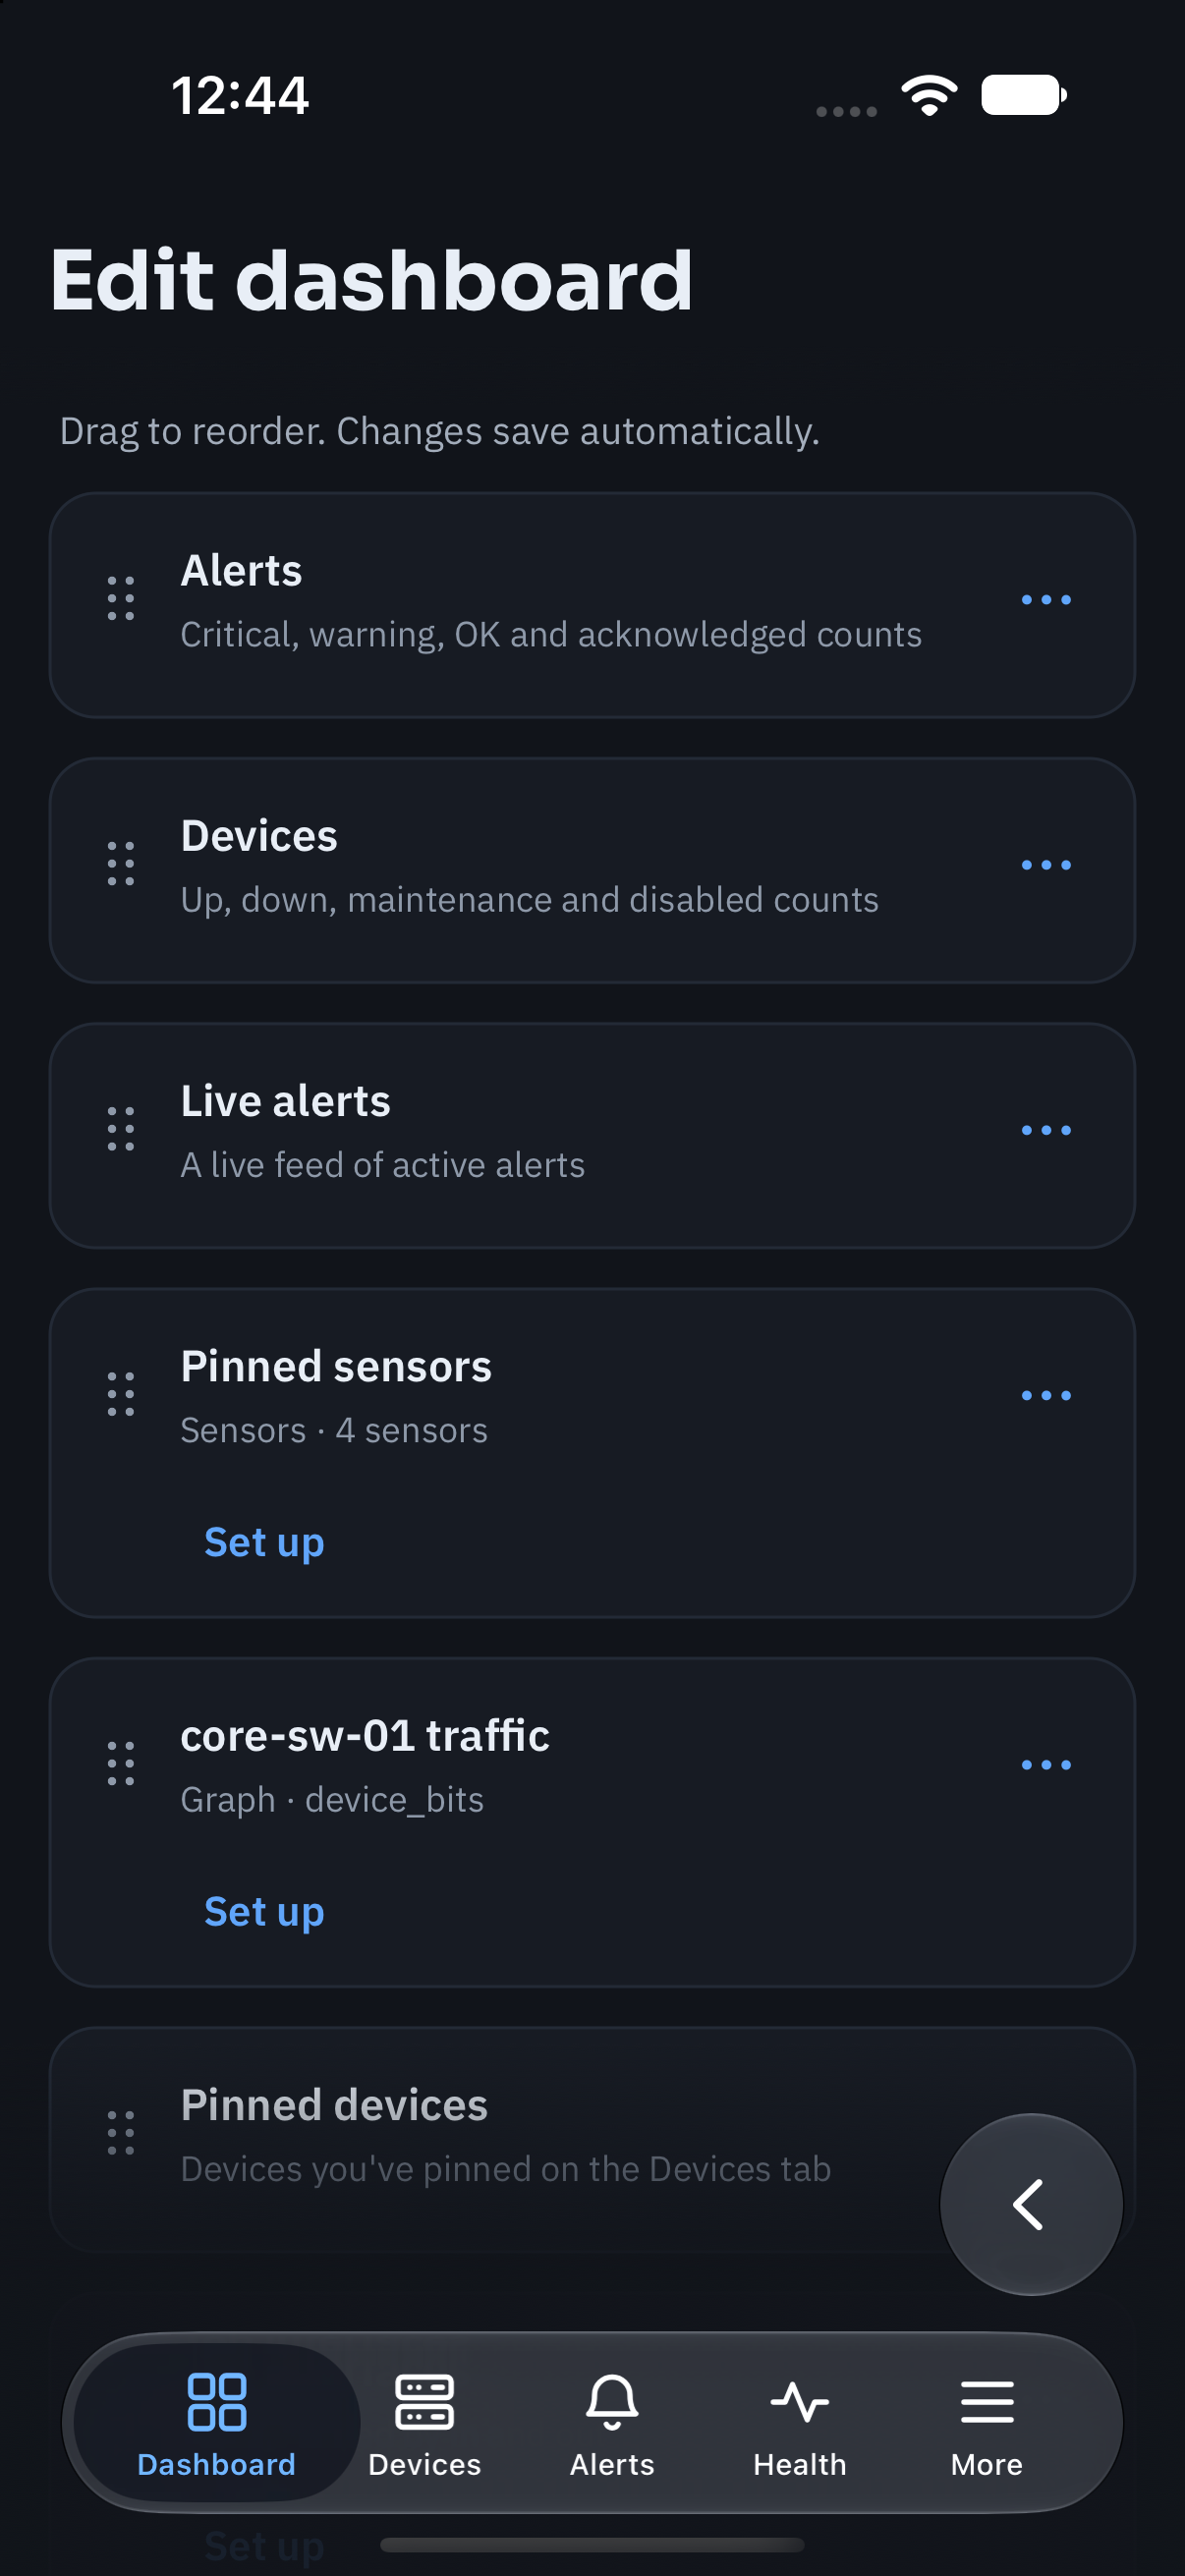 12:44
Edit dashboard
Drag to reorder. Changes save automatically.
Alerts
Critical, warning, OK and acknowledged counts
Devices
Up, down, maintenance and disabled counts
Live alerts
A live feed of active alerts
Pinned sensors
Sensors · 4 sensors
Set up
core-sw-01 traffic
Graph · device_bits
Set up
Pinned devices
Devices you've pinned on the Devices tab
Dashboard
Devices
Alerts
Health
More
Set up